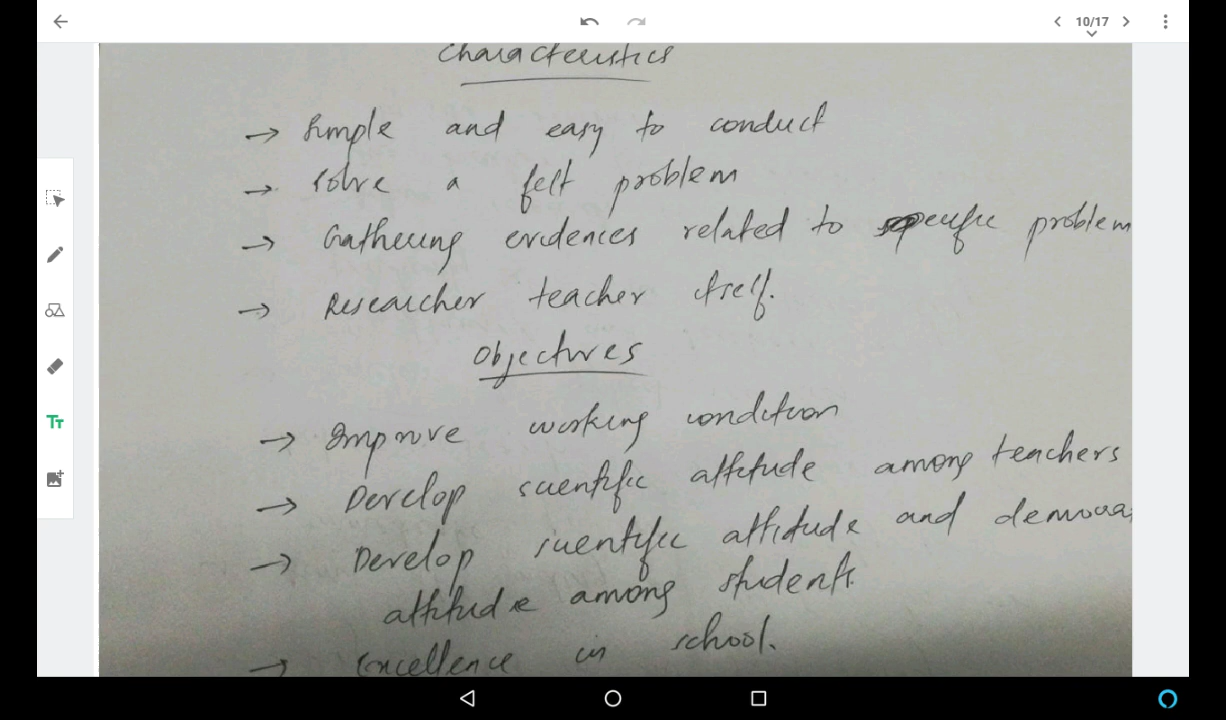 10/17
Characteristics
→ Simple and easy to conduct
→ Solve a felt problem
→ Gathering evidences related to specific problem
→ Researcher teacher itself.
Objectives
→ Improve working condition
→ Develop scientific attitude among teachers
→ Develop scientific attitude and democra
attitude among students.
→ Excellence in school.
TT